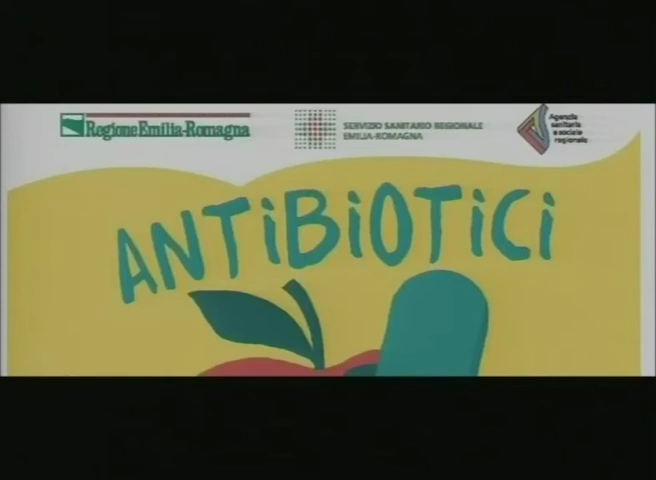 Regione Emilia-Romagna
SERVIZIO SANITARIO REGIONALE
EMILIA-ROMAGNA
Agenzia
sanitaria
e sociale
regionale
ANTiBiOTiCi